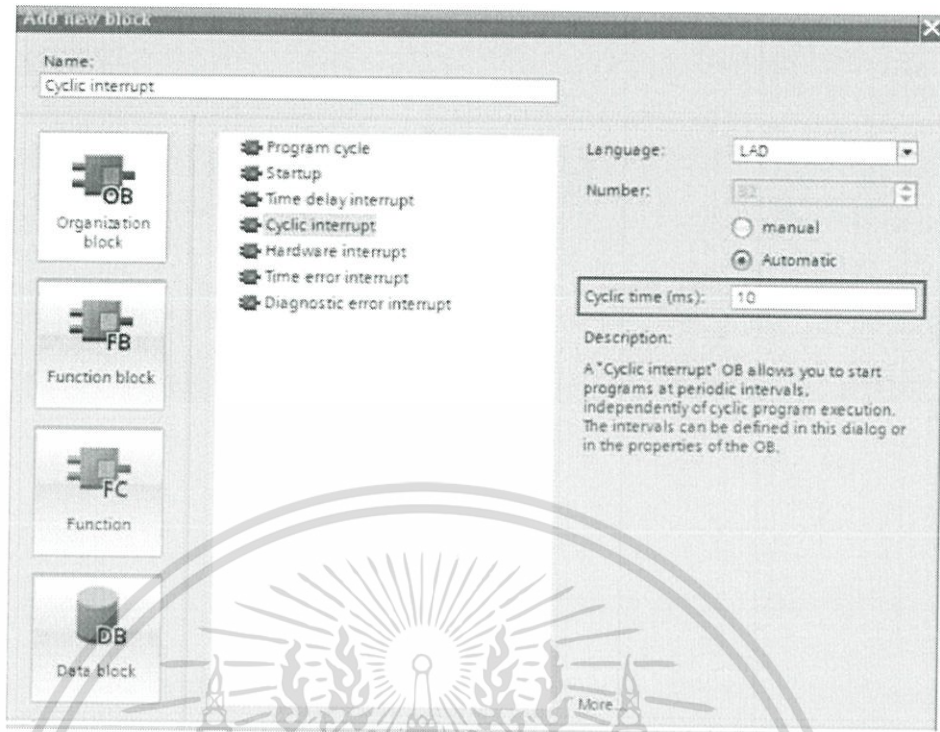 Add new block
Name:
Cyclic interrupt
OB
Organization
block
FB
Function block
FC
Function
DB
Data block
Program cycle
Startup
Time delay interrupt
Cyclic interrupt
Hardware interrupt
Time error interrupt
Diagnostic error interrupt
Language: LAD
Number:
manual
Automatic
Cyclic time (ms): 10
Description:
A "Cyclic interrupt" OB allows you to start
programs at periodic intervals,
independently of cyclic program execution.
The intervals can be defined in this dialog or
in the properties of the OB.
More...